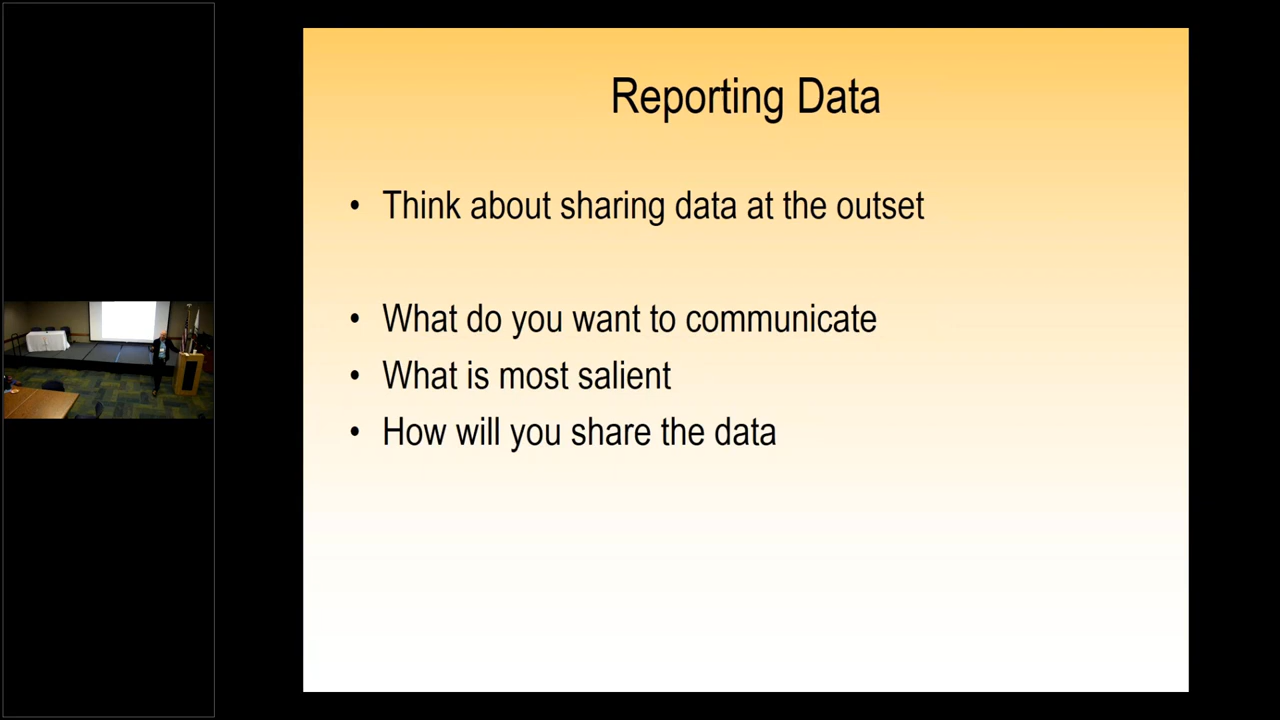 Reporting Data
• Think about sharing data at the outset
• What do you want to communicate
• What is most salient
• How will you share the data